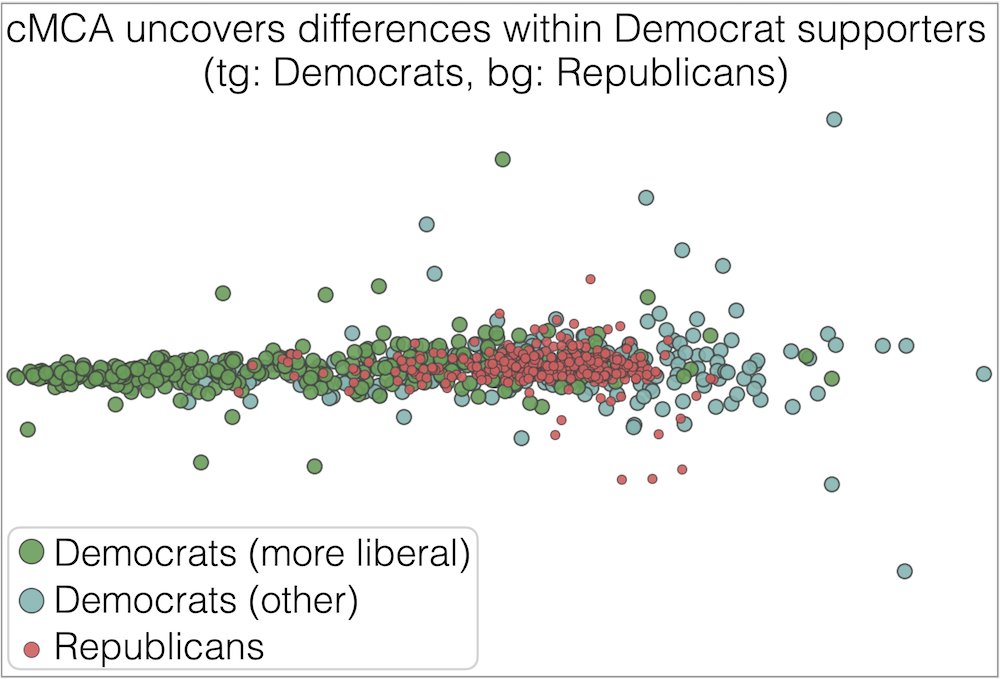 cMCA uncovers differences within Democrat supporters
(tg: Democrats, bg: Republicans)
Democrats (more liberal)
Democrats (other)
Republicans